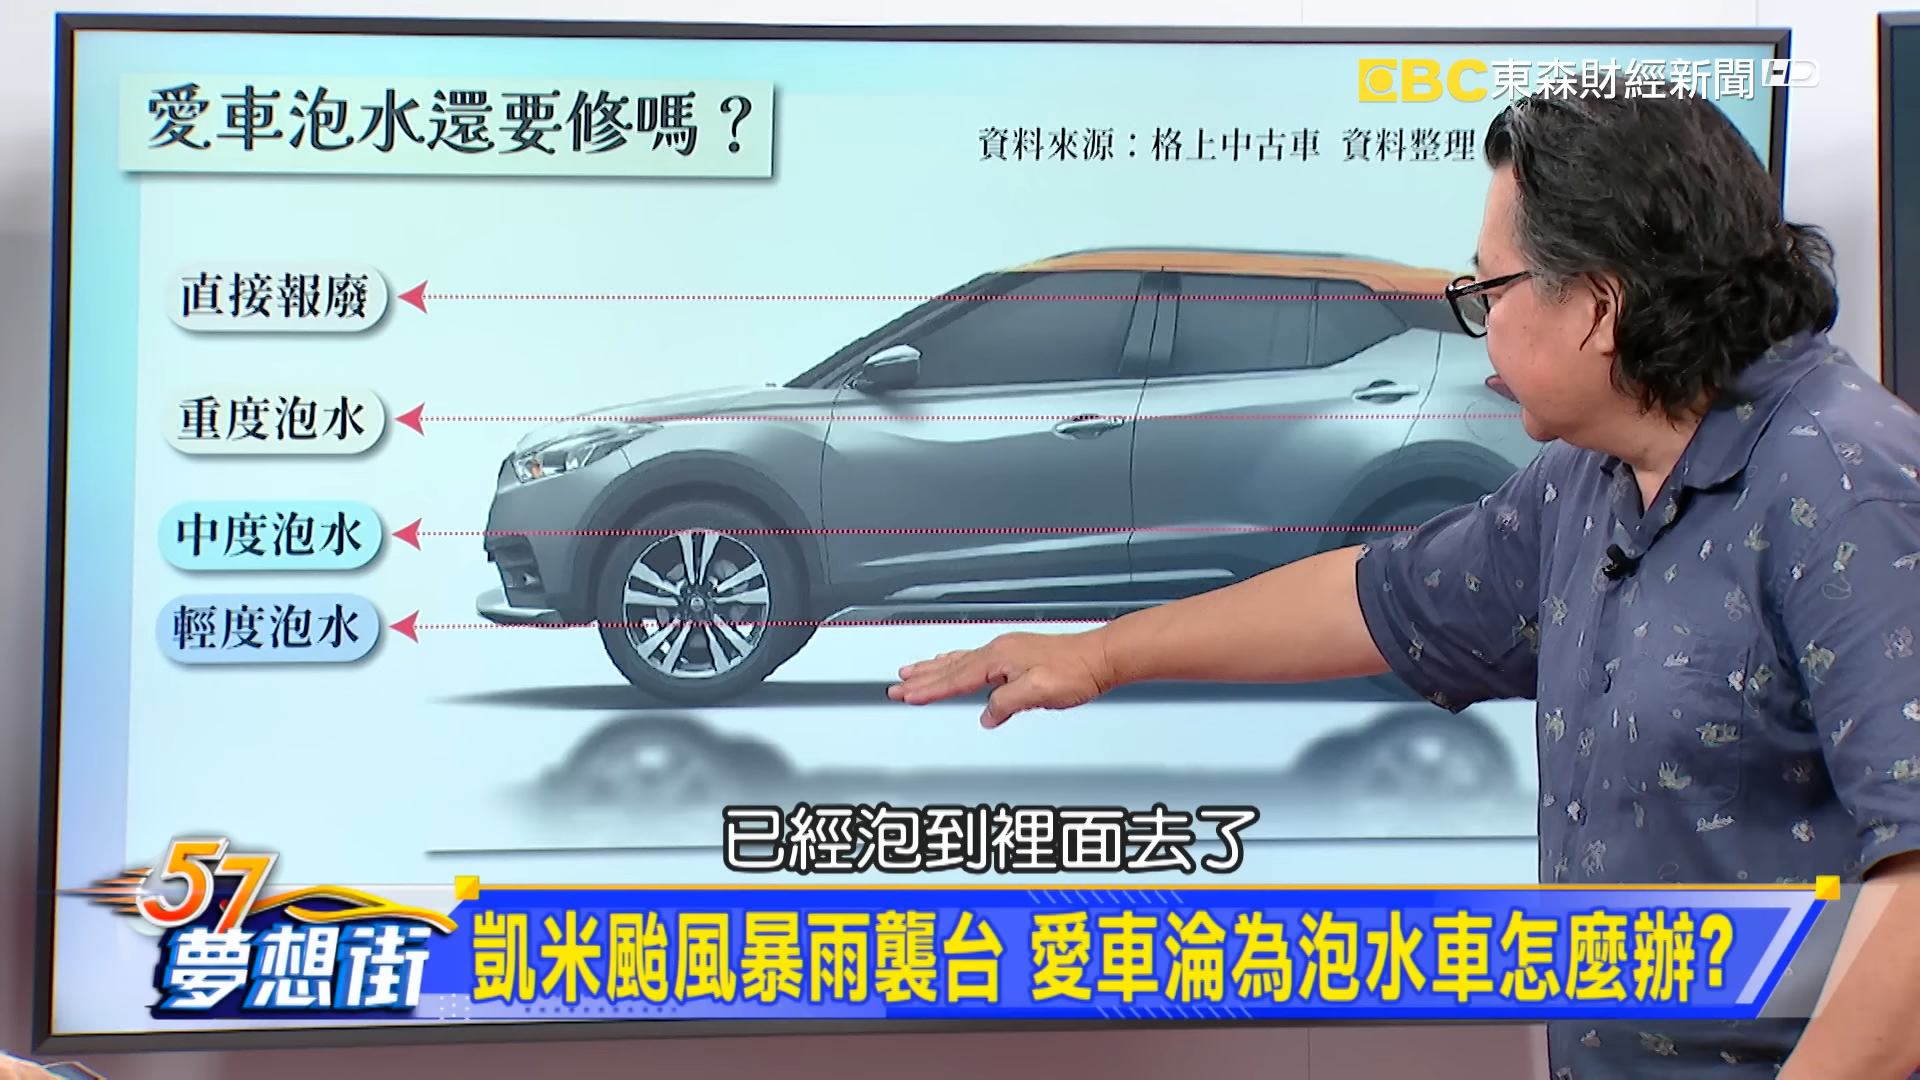 EBC東森財經新聞HD
愛車泡水還要修嗎？
資料來源：格上中古車 資料整理
直接報廢
重度泡水
中度泡水
輕度泡水
已經泡到裡面去了
57夢想街
凱米颱風暴雨襲台 愛車淪為泡水車怎麼辦?